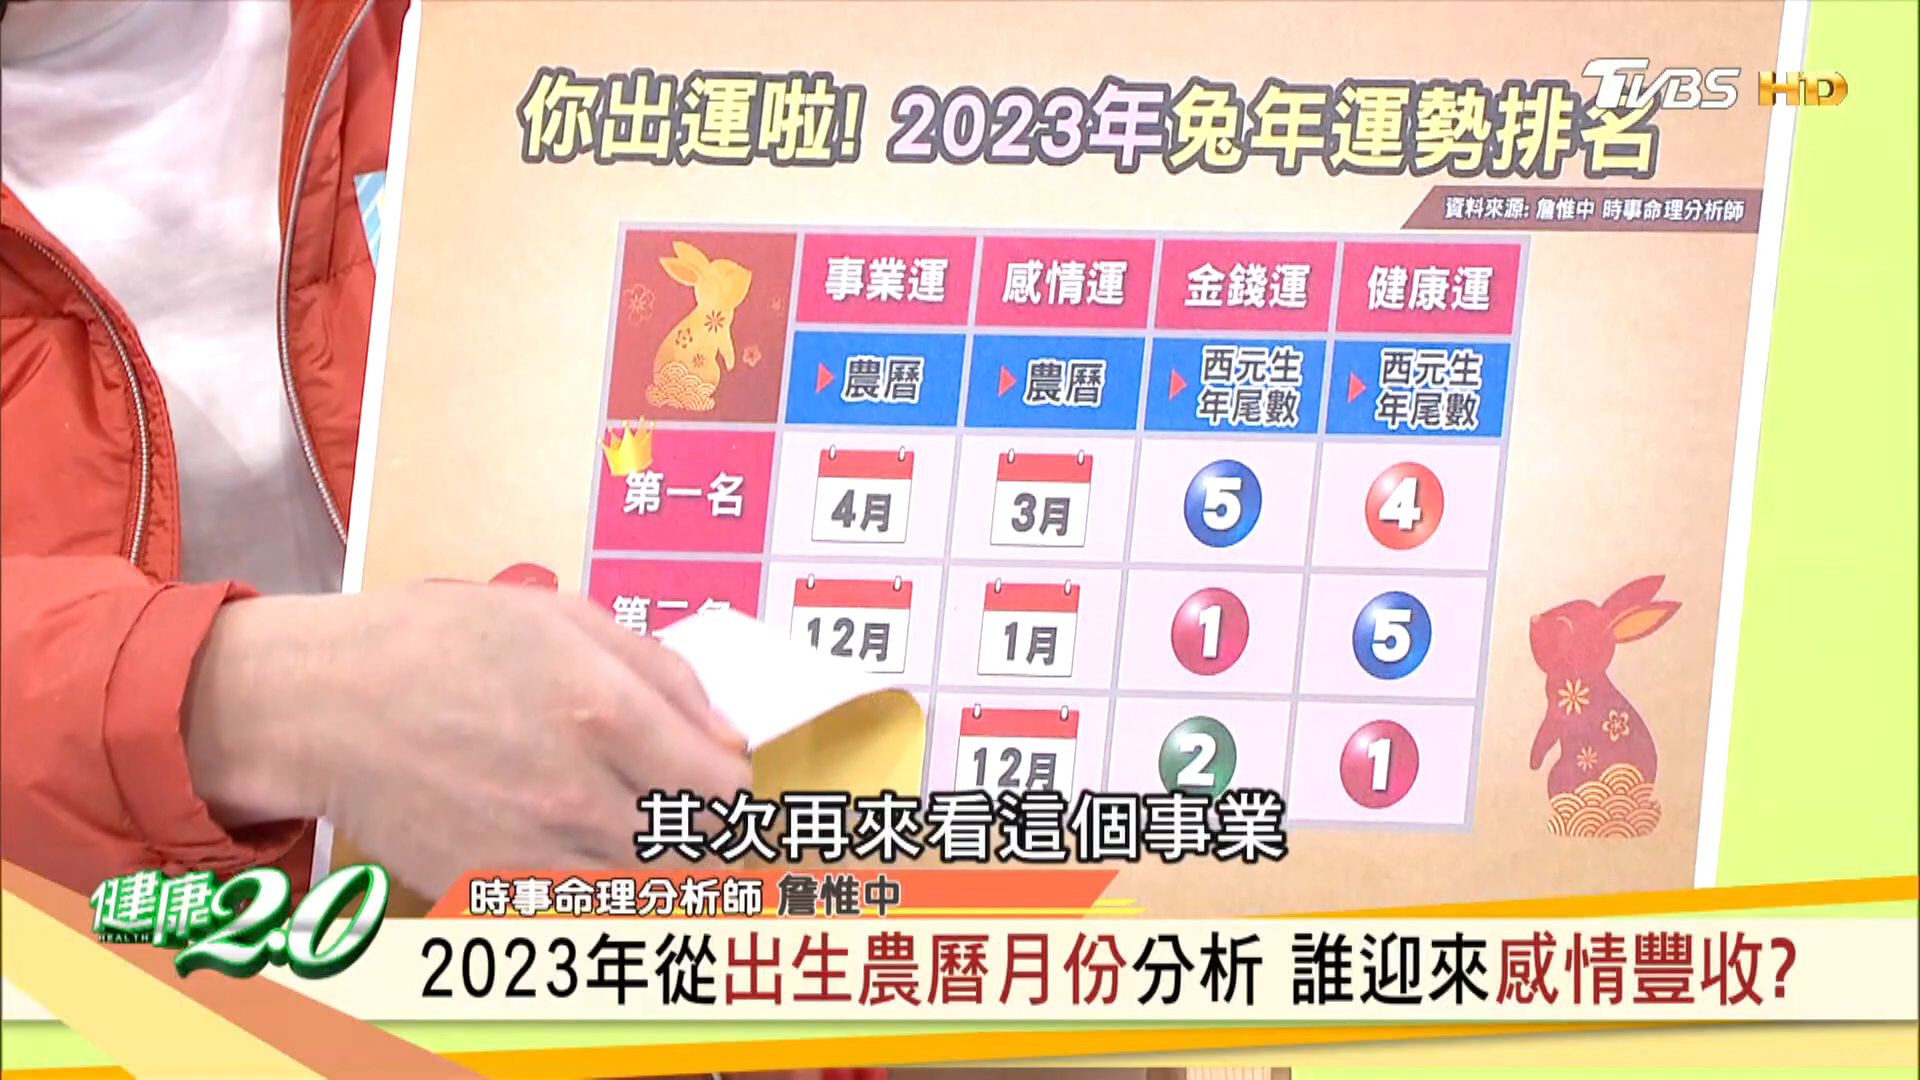 TVBS HD
你出運啦! 2023年兔年運勢排名
資料來源: 詹惟中 時事命理分析師
事業運 感情運 金錢運 健康運
農曆 農曆 西元生年尾數 西元生年尾數
第一名 4月 3月 5 4
第二名 12月 1月 1 5
12月 2 1
其次再來看這個事業
時事命理分析師 詹惟中
健康2.0
HEALTH
2023年從出生農曆月份分析 誰迎來感情豐收?